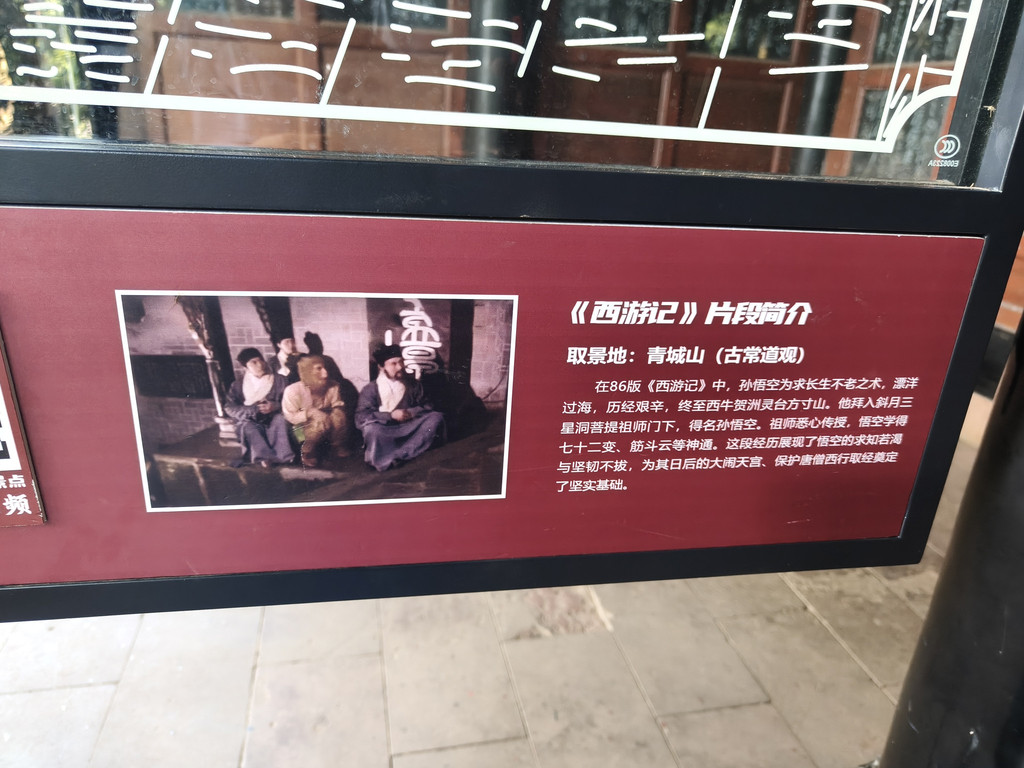 《西游记》片段简介
取景地：青城山（古常道观）
在86版《西游记》中，孙悟空为求长生不老之术，漂洋
过海，历经艰辛，终至西牛贺洲灵台方寸山。他拜入斜月三
星洞菩提祖师门下，得名孙悟空。祖师悉心传授，悟空学得
七十二变、筋斗云等神通。这段经历展现了悟空的求知若渴
与坚韧不拔，为其日后的大闹天宫、保护唐僧西行取经奠定
了坚实基础。
景点
频
E000223A